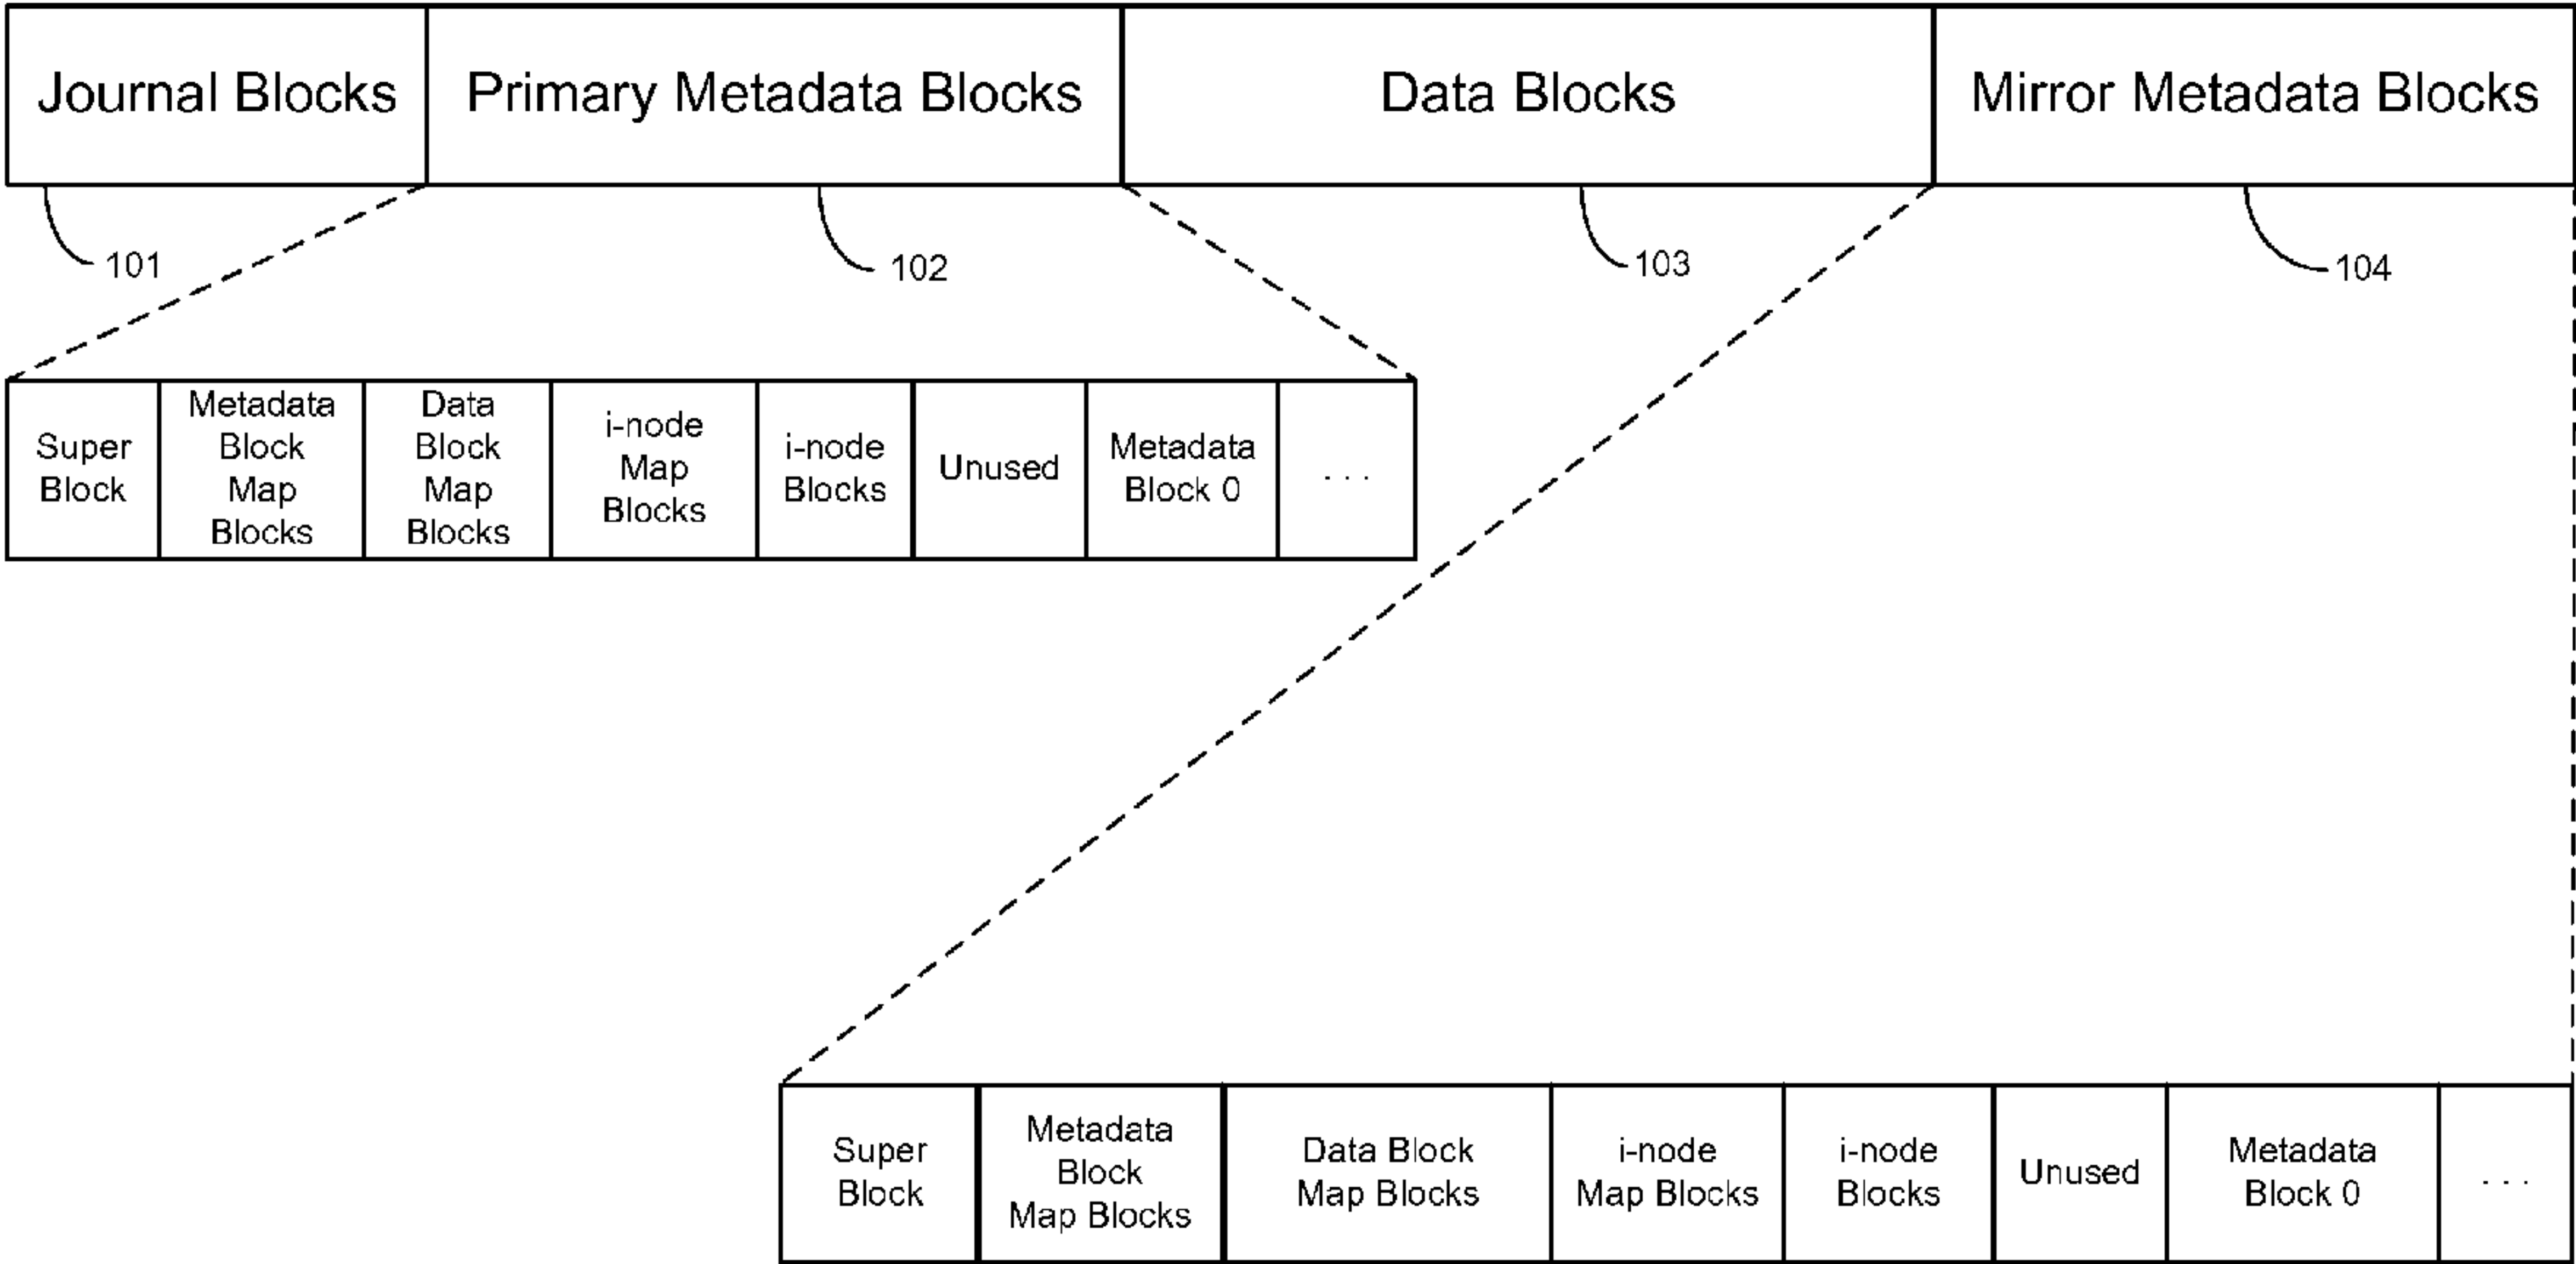 Journal Blocks
Primary Metadata Blocks
Data Blocks
Mirror Metadata Blocks
101
102
103
104
Super
Block
Metadata
Block
Map
Blocks
Data
Block
Map
Blocks
i-node
Map
Blocks
i-node
Blocks
Unused
Metadata
Block 0
. . .
Super
Block
Metadata
Block
Map Blocks
Data Block
Map Blocks
i-node
Map Blocks
i-node
Blocks
Unused
Metadata
Block 0
. . .